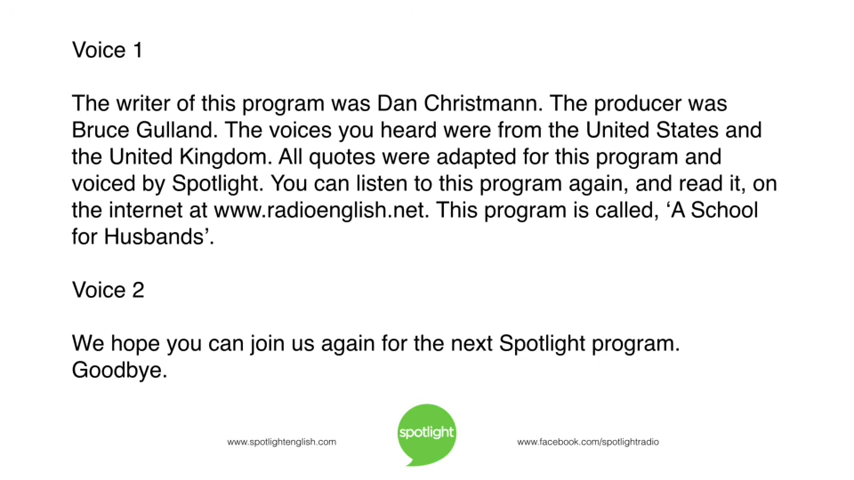 Voice 1
The writer of this program was Dan Christmann. The producer was
Bruce Gulland. The voices you heard were from the United States and
the United Kingdom. All quotes were adapted for this program and
voiced by Spotlight. You can listen to this program again, and read it, on
the internet at www.radioenglish.net. This program is called, ‘A School
for Husbands’.
Voice 2
We hope you can join us again for the next Spotlight program.
Goodbye.
www.spotlightenglish.com
spotlight
www.facebook.com/spotlightradio